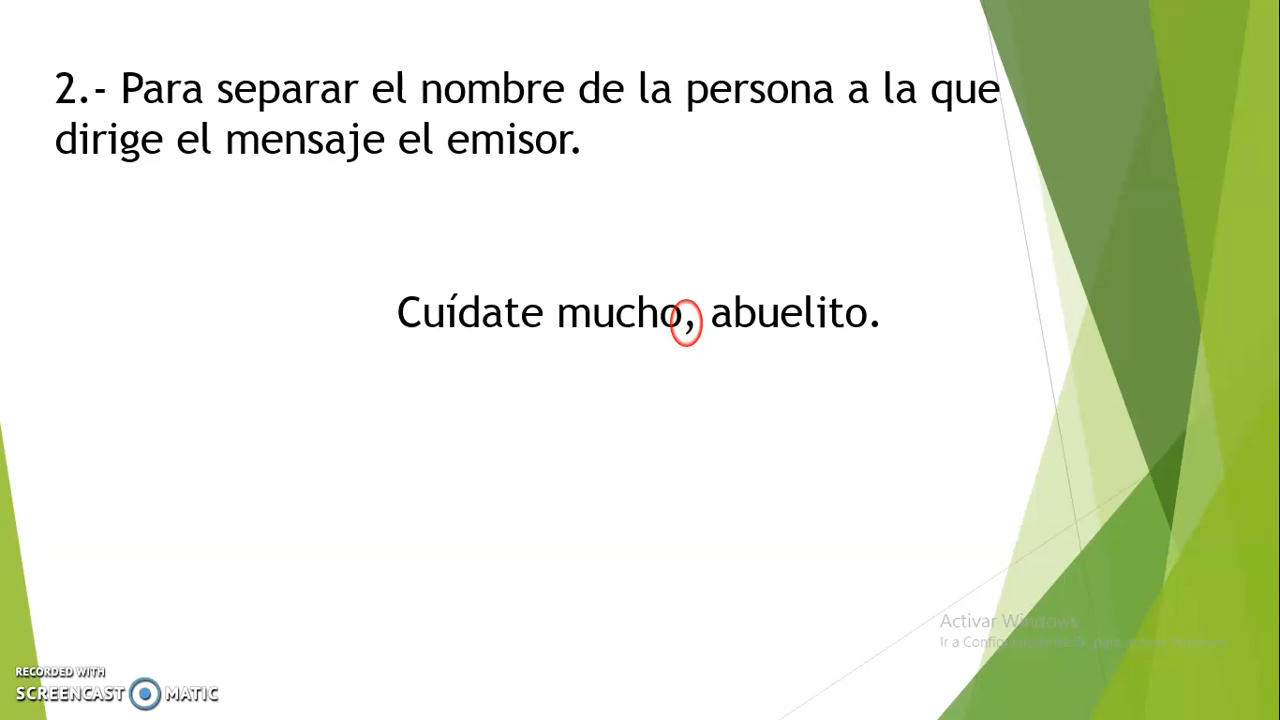 2.- Para separar el nombre de la persona a la que
dirige el mensaje el emisor.
Cuídate mucho, abuelito.
Activar Windows
Ir a
RECORDED WITH
SCREENCAST MATIC